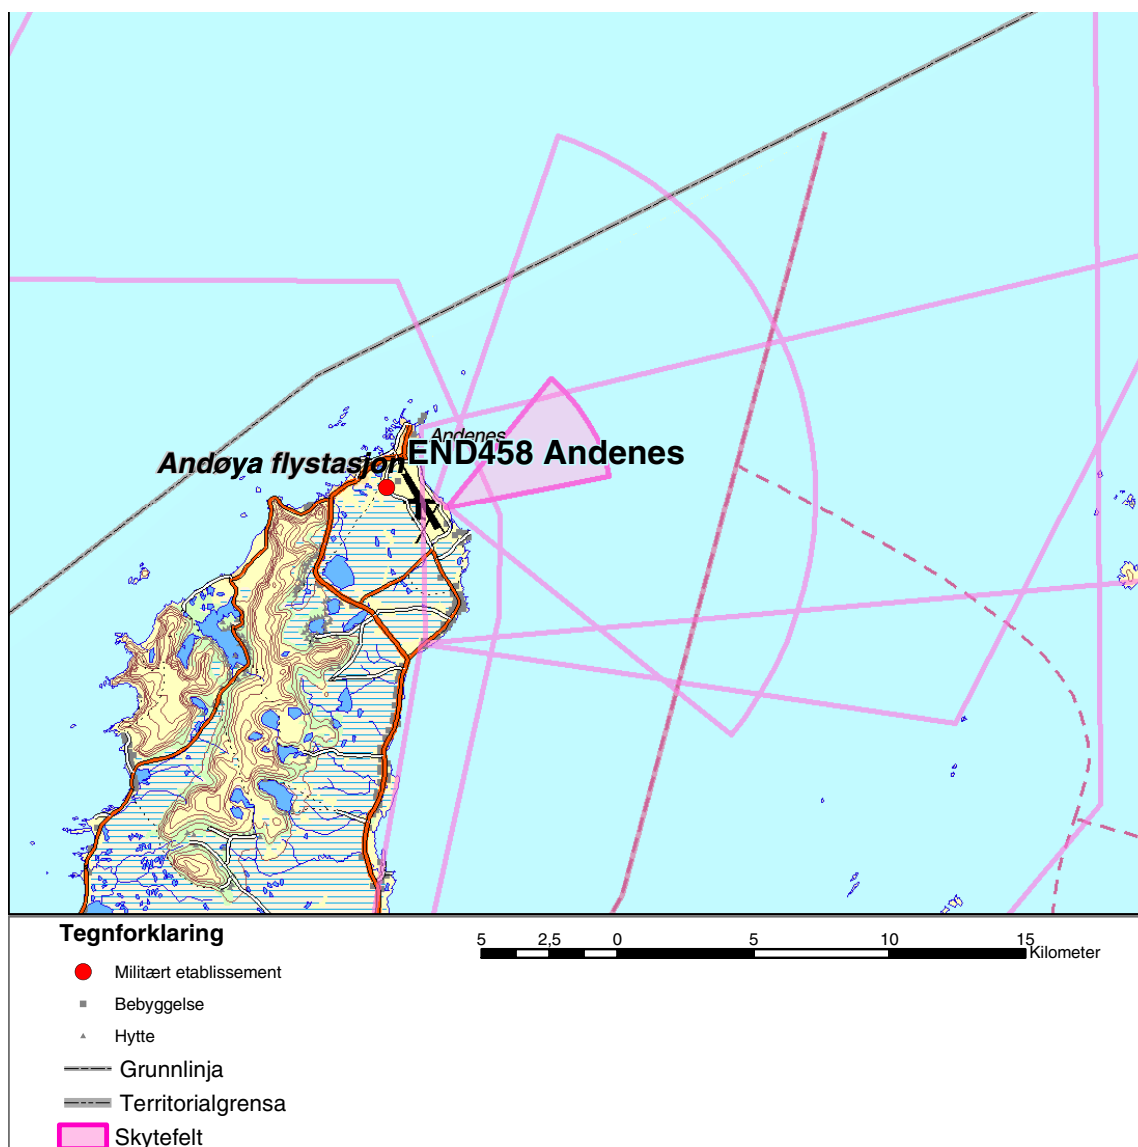 Andenes
END458 Andenes
Andøya flystasjon
Tegnforklaring
5 2,5 0 5 10 15
Kilometer
Militært etablissement
Bebyggelse
Hytte
Grunnlinja
Territorialgrensa
Skytefelt